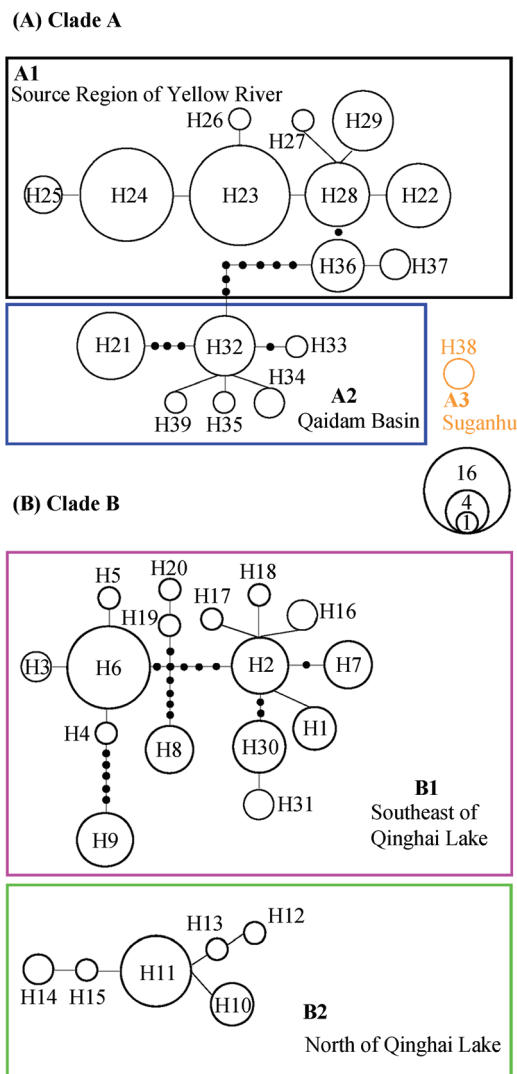 (A) Clade A
A1
Source Region of Yellow River
H26
H27
H29
H25
H24
H23
H28
H22
H36
H37
H21
H32
H33
H34
H39
H35
A2
Qaidam Basin
H38
A3
Suganhu
16
4
1
(B) Clade B
H5
H20
H17
H18
H19
H16
H3
H6
H2
H7
H4
H8
H30
H1
H31
H9
B1
Southeast of
Qinghai Lake
H13
H12
H11
H14
H15
H10
B2
North of Qinghai Lake